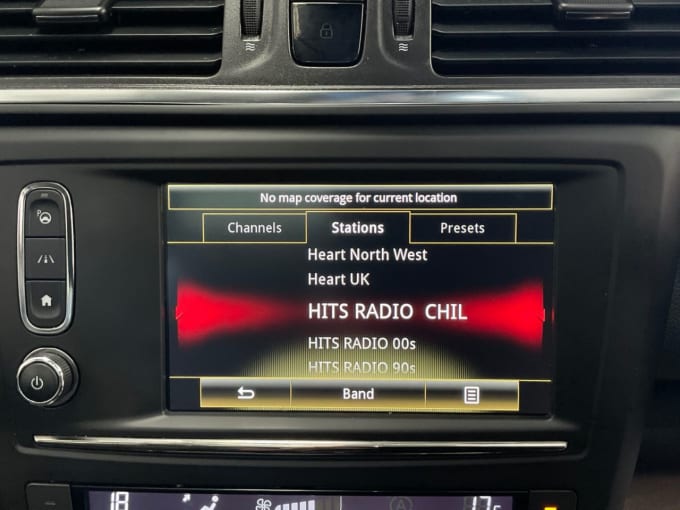 No map coverage for current location
Channels Stations Presets
Heart North West
Heart UK
HITS RADIO CHIL
HITS RADIO 00s
HITS RADIO 90s
Band
18 A 17.5